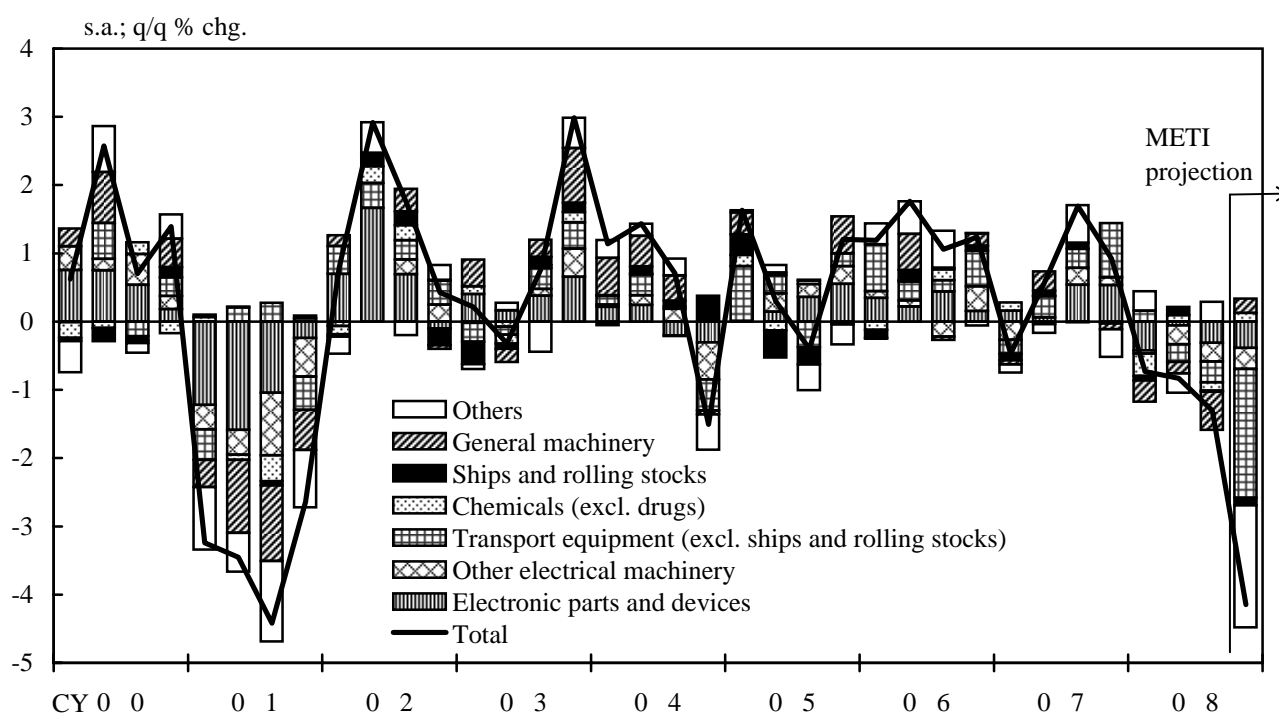 s.a.; q/q % chg.
4
3
2
1
0
-1
-2
-3
-4
-5
METI
projection
Others
General machinery
Ships and rolling stocks
Chemicals (excl. drugs)
Transport equipment (excl. ships and rolling stocks)
Other electrical machinery
Electronic parts and devices
Total
CY 0 0 0 1 0 2 0 3 0 4 0 5 0 6 0 7 0 8